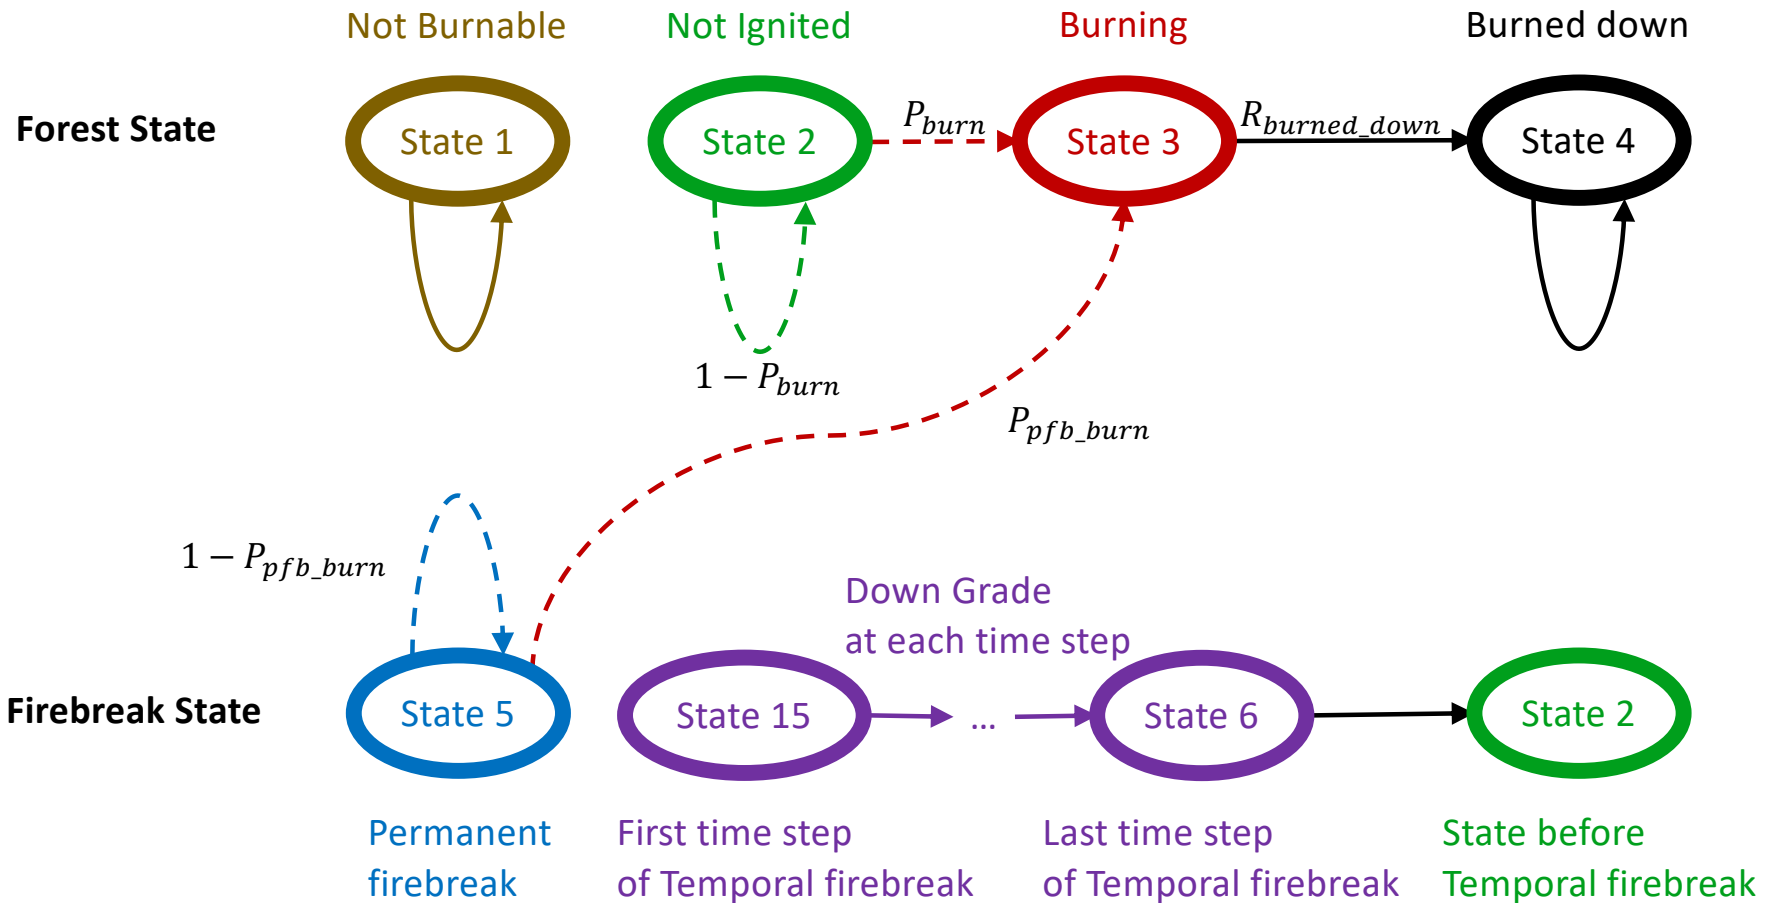 Not Burnable
Not Ignited
Burning
Burned down
Forest State
State 1
State 2
P_burn
State 3
R_burned_down
State 4
1 − P_burn
P_pfb_burn
1 − P_pfb_burn
Down Grade
at each time step
Firebreak State
State 5
State 15
...
State 6
State 2
Permanent
firebreak
First time step
of Temporal firebreak
Last time step
of Temporal firebreak
State before
Temporal firebreak